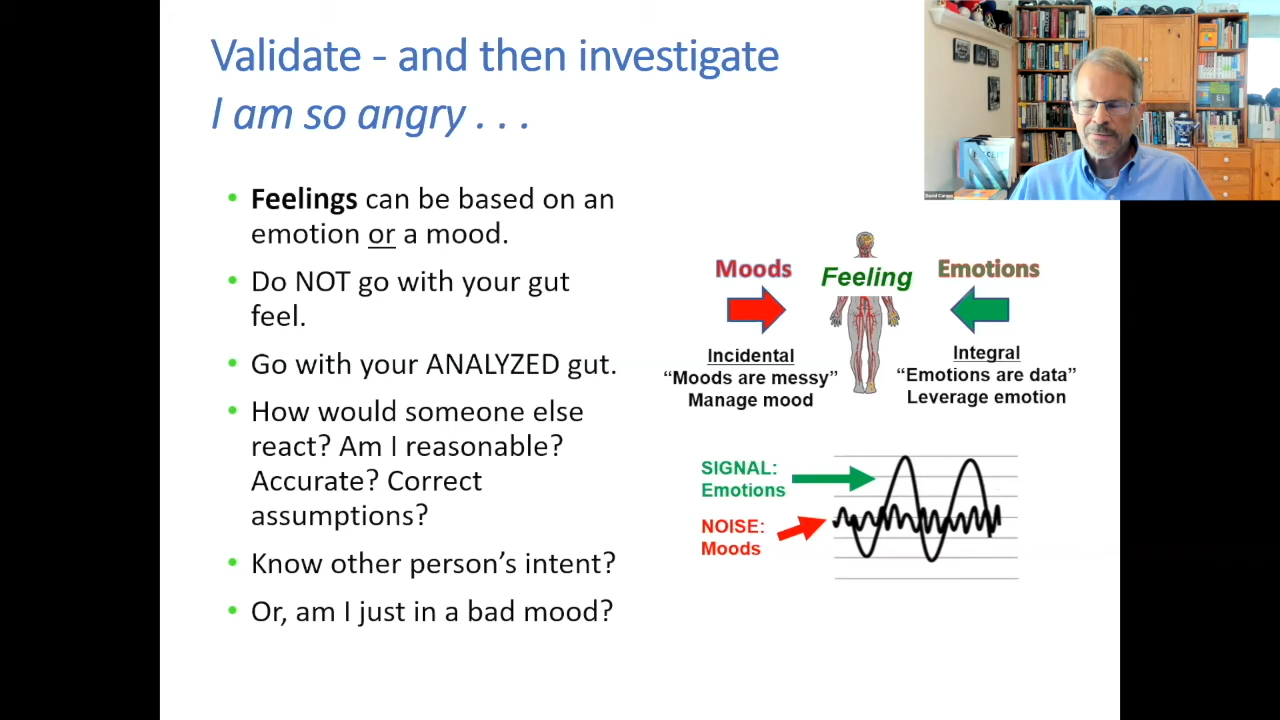 Validate - and then investigate
I am so angry . . .
• Feelings can be based on an
emotion or a mood.
• Do NOT go with your gut
feel.
• Go with your ANALYZED gut.
• How would someone else
react? Am I reasonable?
Accurate? Correct
assumptions?
• Know other person’s intent?
• Or, am I just in a bad mood?
Moods
Feeling
Emotions
Incidental
“Moods are messy”
Manage mood
Integral
“Emotions are data”
Leverage emotion
SIGNAL:
Emotions
NOISE:
Moods
EI